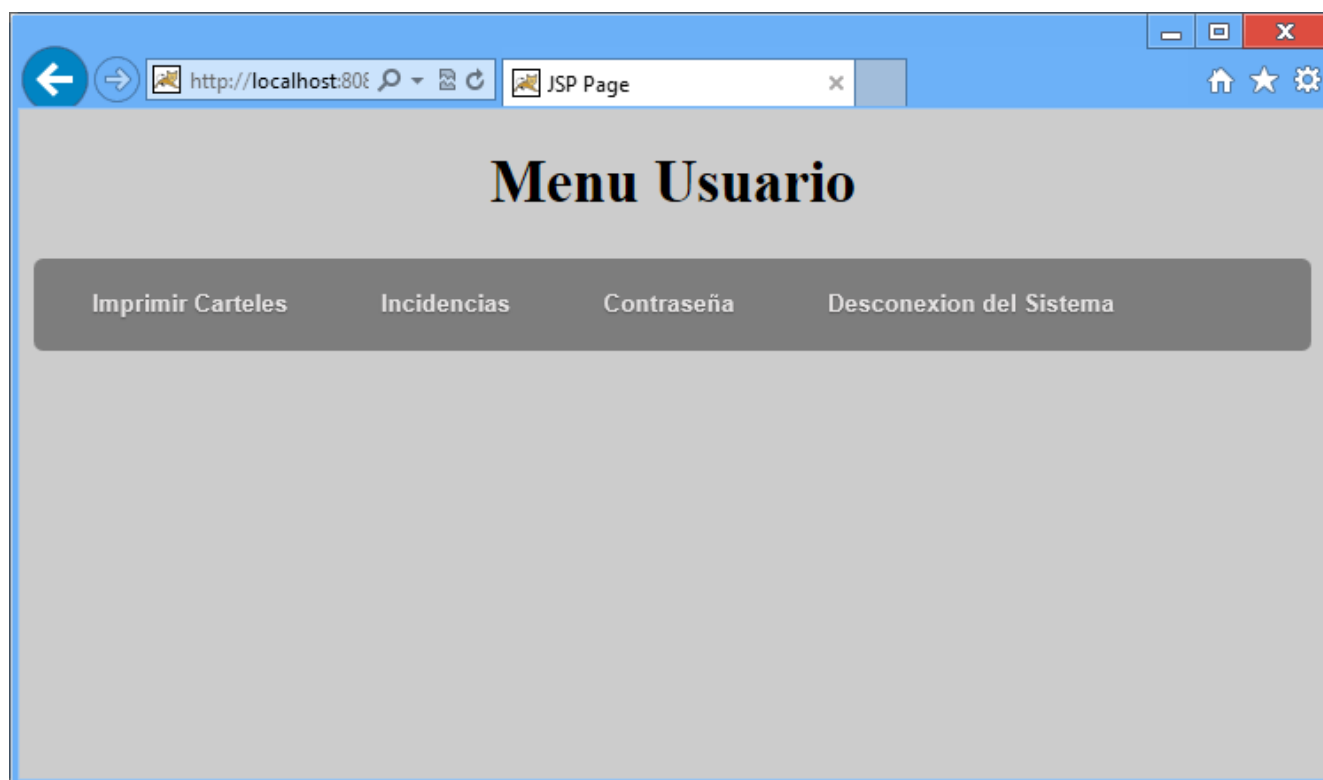 http://localhost:808
JSP Page
Menu Usuario
Imprimir Carteles Incidencias Contraseña Desconexion del Sistema